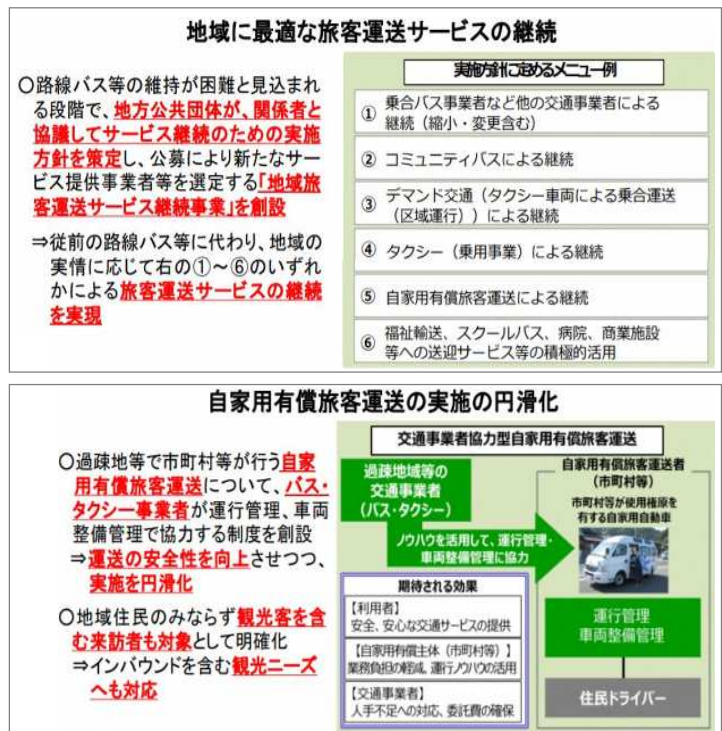 地域に最適な旅客運送サービスの継続
○路線バス等の維持が困難と見込まれ
る段階で、地方公共団体が、関係者と
協議してサービス継続のための実施
方針を策定し、公募により新たなサー
ビス提供事業者等を選定する「地域旅
客運送サービス継続事業」を創設
⇒従前の路線バス等に代わり、地域の
実情に応じて右の①～⑥のいずれ
かによる旅客運送サービスの継続
を実現
実施方針に定めるメニュー例
① 乗合バス事業者など他の交通事業者による
継続（縮小・変更含む）
② コミュニティバスによる継続
③ デマンド交通（タクシー車両による乗合運送
（区域運行））による継続
④ タクシー（乗用事業）による継続
⑤ 自家用有償旅客運送による継続
⑥ 福祉輸送、スクールバス、病院、商業施設
等への送迎サービス等の積極的活用
自家用有償旅客運送の実施の円滑化
○過疎地等で市町村等が行う自家
用有償旅客運送について、バス・
タクシー事業者が運行管理、車両
整備管理で協力する制度を創設
⇒運送の安全性を向上させつつ、
実施を円滑化
○地域住民のみならず観光客を含
む来訪者も対象として明確化
⇒インバウンドを含む観光ニーズ
へも対応
交通事業者協力型自家用有償旅客運送
過疎地域等の
交通事業者
（バス・タクシー）
自家用有償旅客運送者
（市町村等）
市町村等が使用権原を
有する自家用自動車
ノウハウを活用して、運行管理・
車両整備管理に協力
期待される効果
【利用者】
安全、安心な交通サービスの提供
【自家用有償主体（市町村等）】
業務負担の軽減、運行ノウハウの活用
【交通事業者】
人手不足への対応、委託費の確保
運行管理
車両整備管理
住民ドライバー